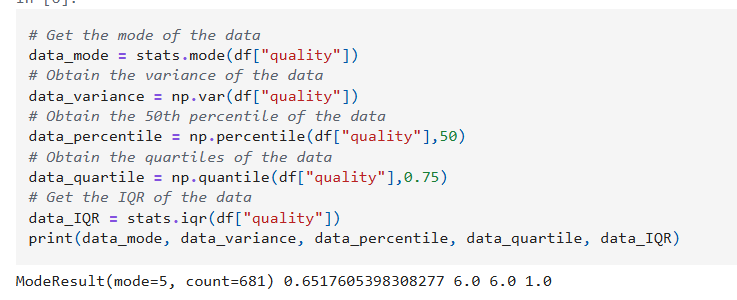 # Get the mode of the data
data_mode = stats.mode(df["quality"])
# Obtain the variance of the data
data_variance = np.var(df["quality"])
# Obtain the 50th percentile of the data
data_percentile = np.percentile(df["quality"],50)
# Obtain the quartiles of the data
data_quartile = np.quantile(df["quality"],0.75)
# Get the IQR of the data
data_IQR = stats.iqr(df["quality"])
print(data_mode, data_variance, data_percentile, data_quartile, data_IQR)
ModeResult(mode=5, count=681) 0.6517605398308277 6.0 6.0 1.0